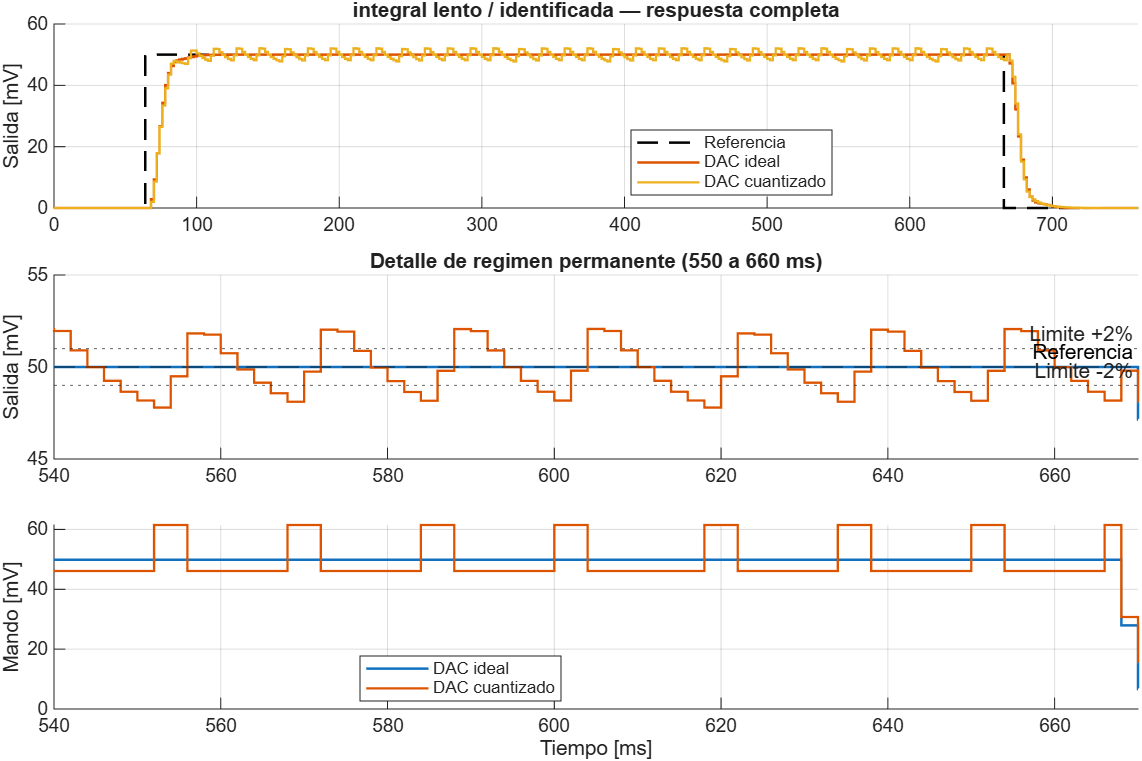 integral lento / identificada — respuesta completa
60
40
20
0
Salida [mV]
0 100 200 300 400 500 600 700
Referencia
DAC ideal
DAC cuantizado
Detalle de regimen permanente (550 a 660 ms)
55
50
45
Salida [mV]
Limite +2%
Referencia
Limite -2%
540 560 580 600 620 640 660
60
40
20
0
Mando [mV]
DAC ideal
DAC cuantizado
540 560 580 600 620 640 660
Tiempo [ms]